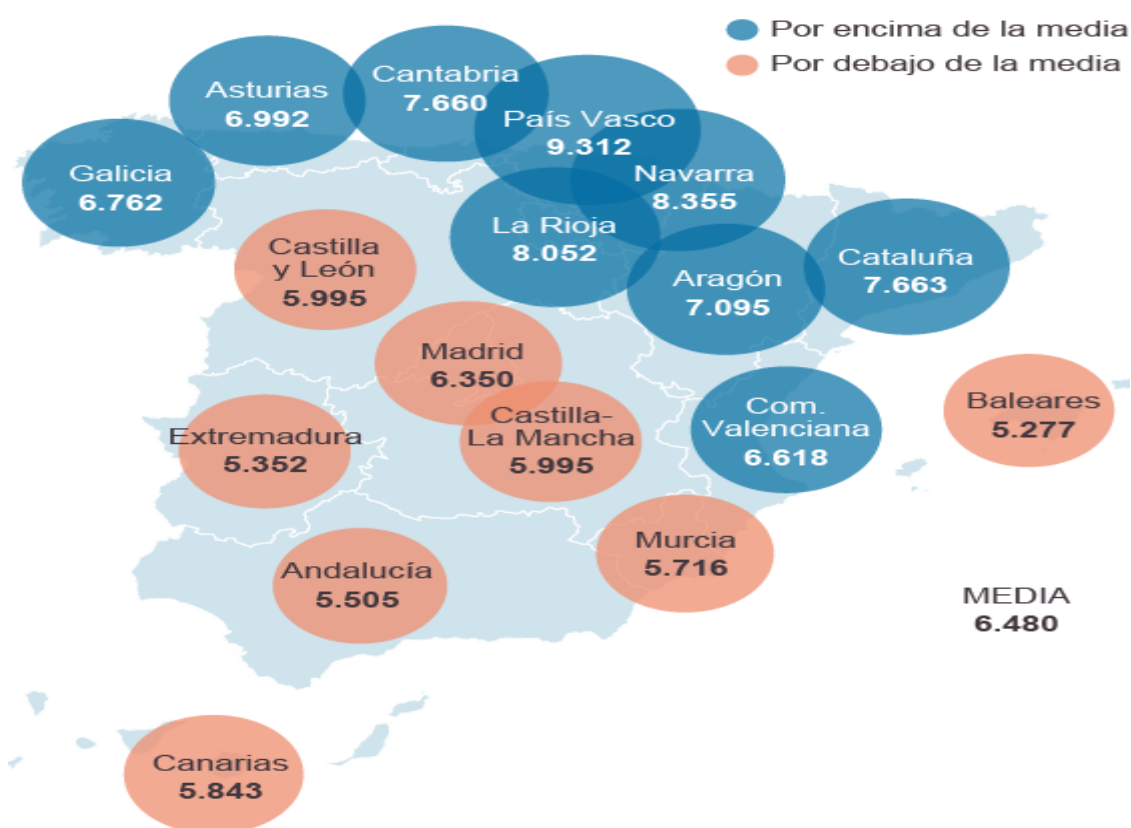 Por encima de la media
Por debajo de la media
Asturias
6.992
Cantabria
7.660
País Vasco
9.312
Galicia
6.762
Navarra
8.355
La Rioja
8.052
Castilla
y León
5.995
Aragón
7.095
Cataluña
7.663
Madrid
6.350
Castilla-
La Mancha
5.995
Com.
Valenciana
6.618
Baleares
5.277
Extremadura
5.352
Murcia
5.716
Andalucía
5.505
MEDIA
6.480
Canarias
5.843